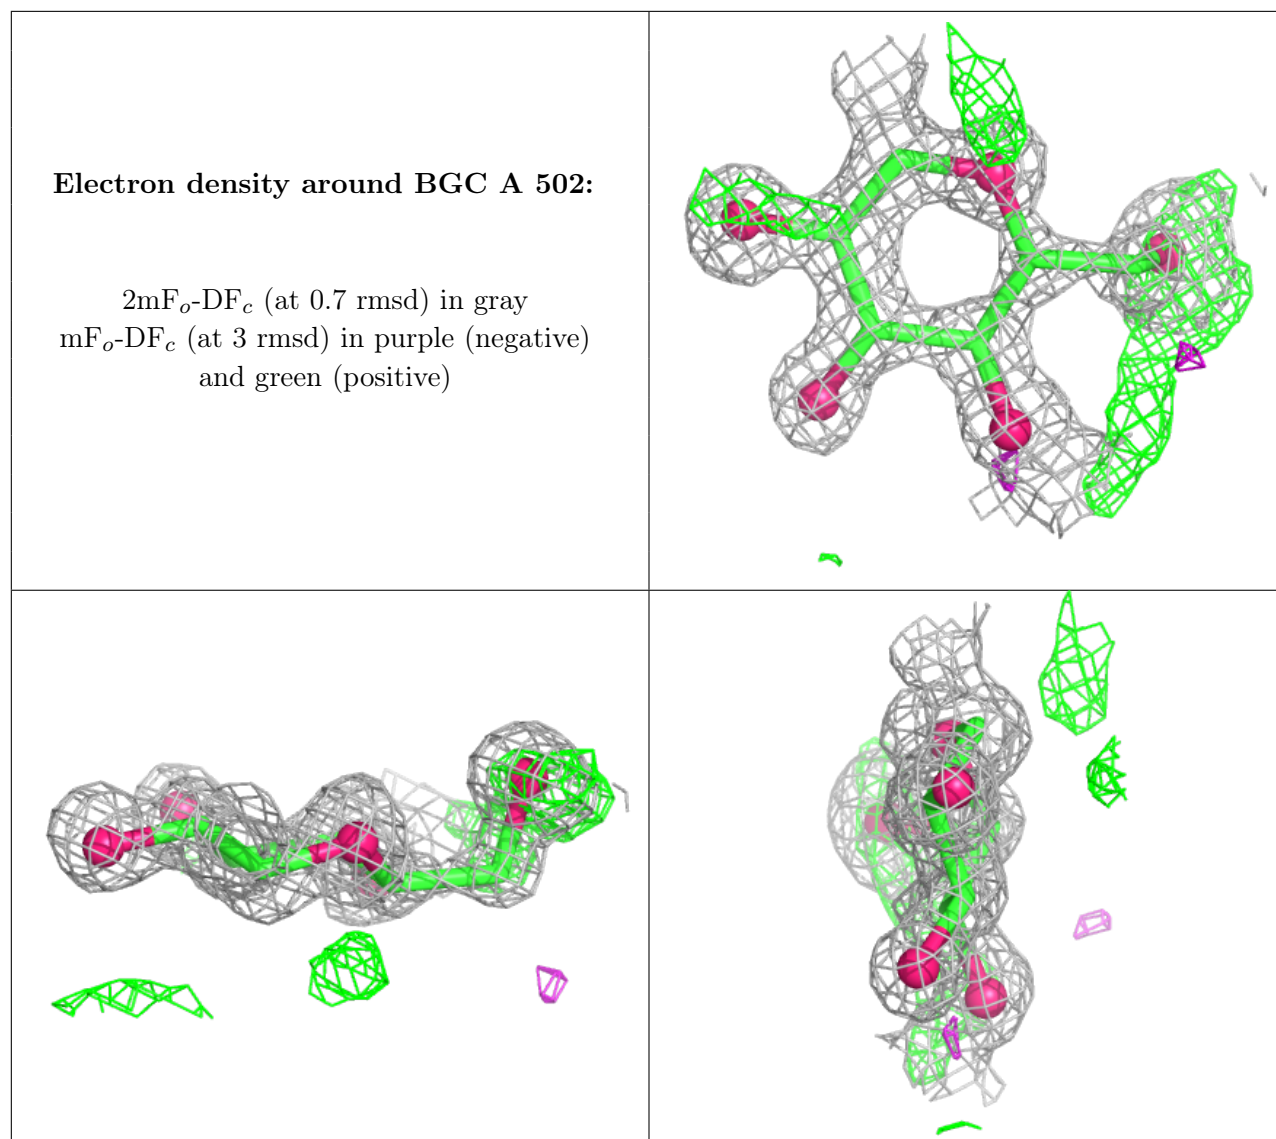 Electron density around BGC A 502:
2mFo-DFc (at 0.7 rmsd) in gray
mFo-DFc (at 3 rmsd) in purple (negative)
and green (positive)